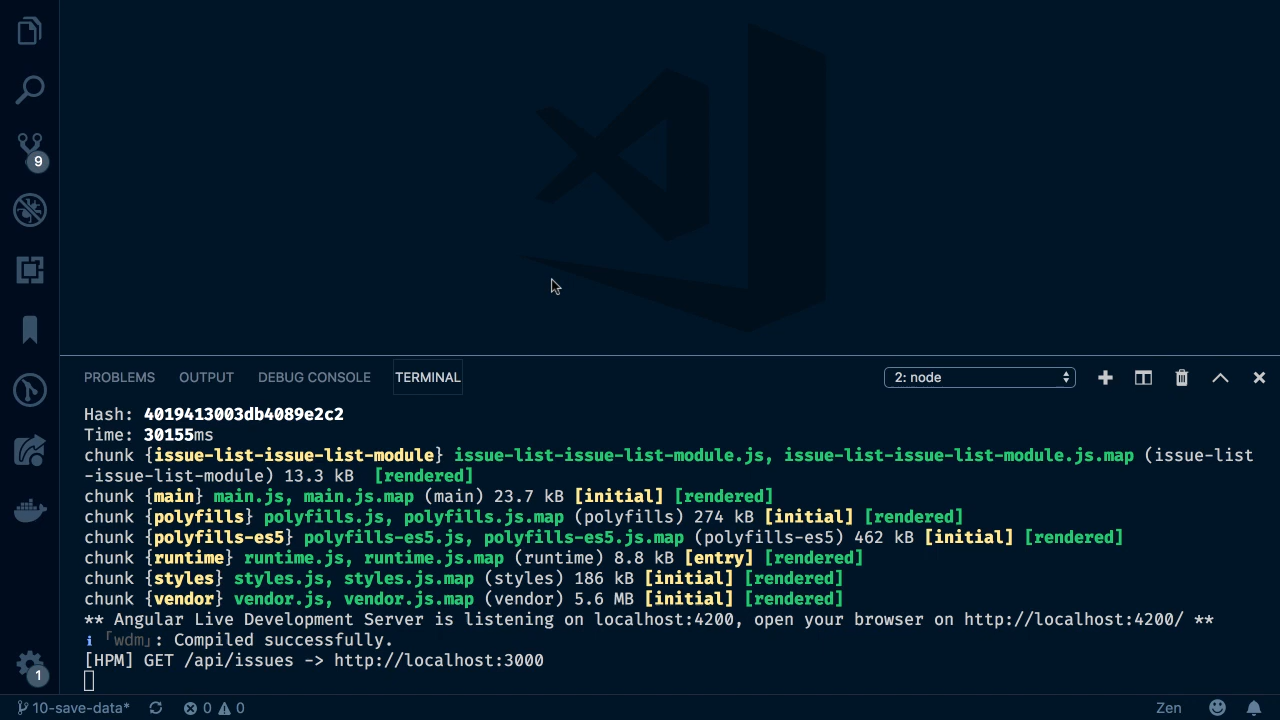 9
PROBLEMS OUTPUT DEBUG CONSOLE TERMINAL 2: node
Hash: 4019413003db4089e2c2
Time: 30155ms
chunk {issue-list-issue-list-module} issue-list-issue-list-module.js, issue-list-issue-list-module.js.map (issue-list
-issue-list-module) 13.3 kB [rendered]
chunk {main} main.js, main.js.map (main) 23.7 kB [initial] [rendered]
chunk {polyfills} polyfills.js, polyfills.js.map (polyfills) 274 kB [initial] [rendered]
chunk {polyfills-es5} polyfills-es5.js, polyfills-es5.js.map (polyfills-es5) 462 kB [initial] [rendered]
chunk {runtime} runtime.js, runtime.js.map (runtime) 8.8 kB [entry] [rendered]
chunk {styles} styles.js, styles.js.map (styles) 186 kB [initial] [rendered]
chunk {vendor} vendor.js, vendor.js.map (vendor) 5.6 MB [initial] [rendered]
** Angular Live Development Server is listening on localhost:4200, open your browser on http://localhost:4200/ **
ℹ ｢wdm｣: Compiled successfully.
[HPM] GET /api/issues -> http://localhost:3000
1
10-save-data* 0 0 Zen